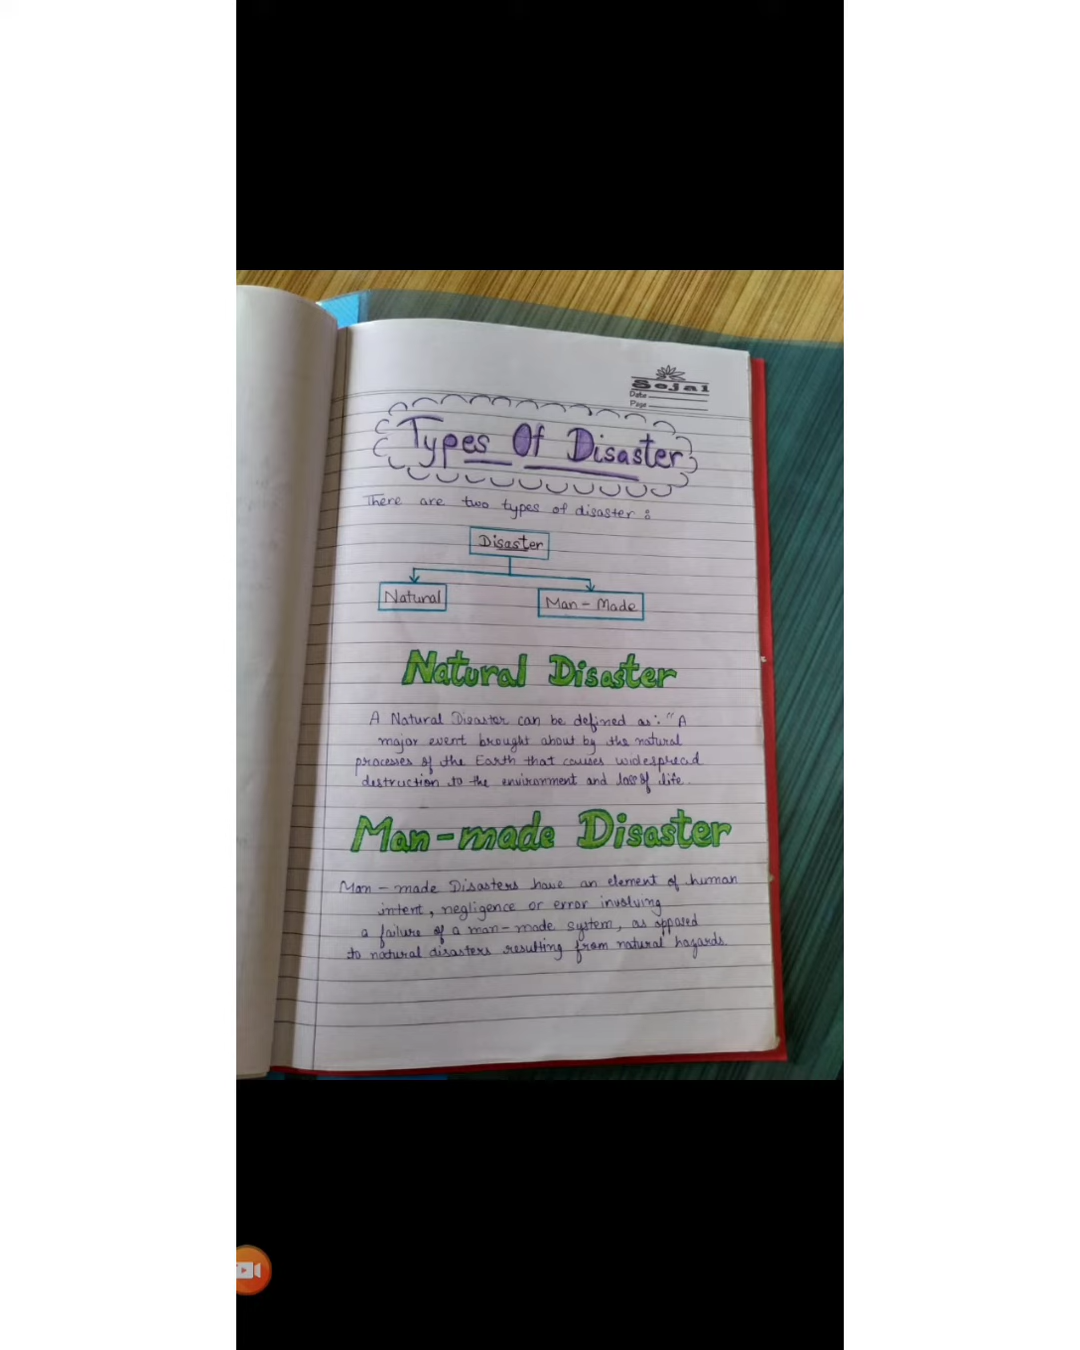 Sojal
Date
Page
Types Of Disaster
There are two types of disaster :
Disaster
Natural
Man - Made
Natural Disaster
A Natural Disaster can be defined as: "A
major event brought about by the natural
processes of the Earth that causes widespread
destruction to the environment and loss of life.
Man-made Disaster
Man - made Disasters have an element of human
intent, negligence or error involving
a failure of a man-made system, as opposed
to natural disasters resulting from natural hazards.